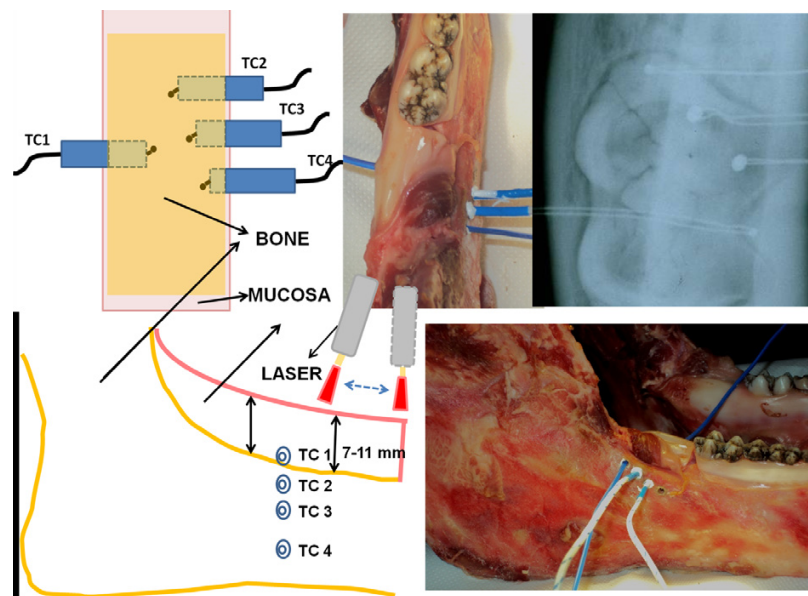 TC2
TC3
TC1
TC4
BONE
MUCOSA
LASER
TC 1
7-11 mm
TC 2
TC 3
TC 4